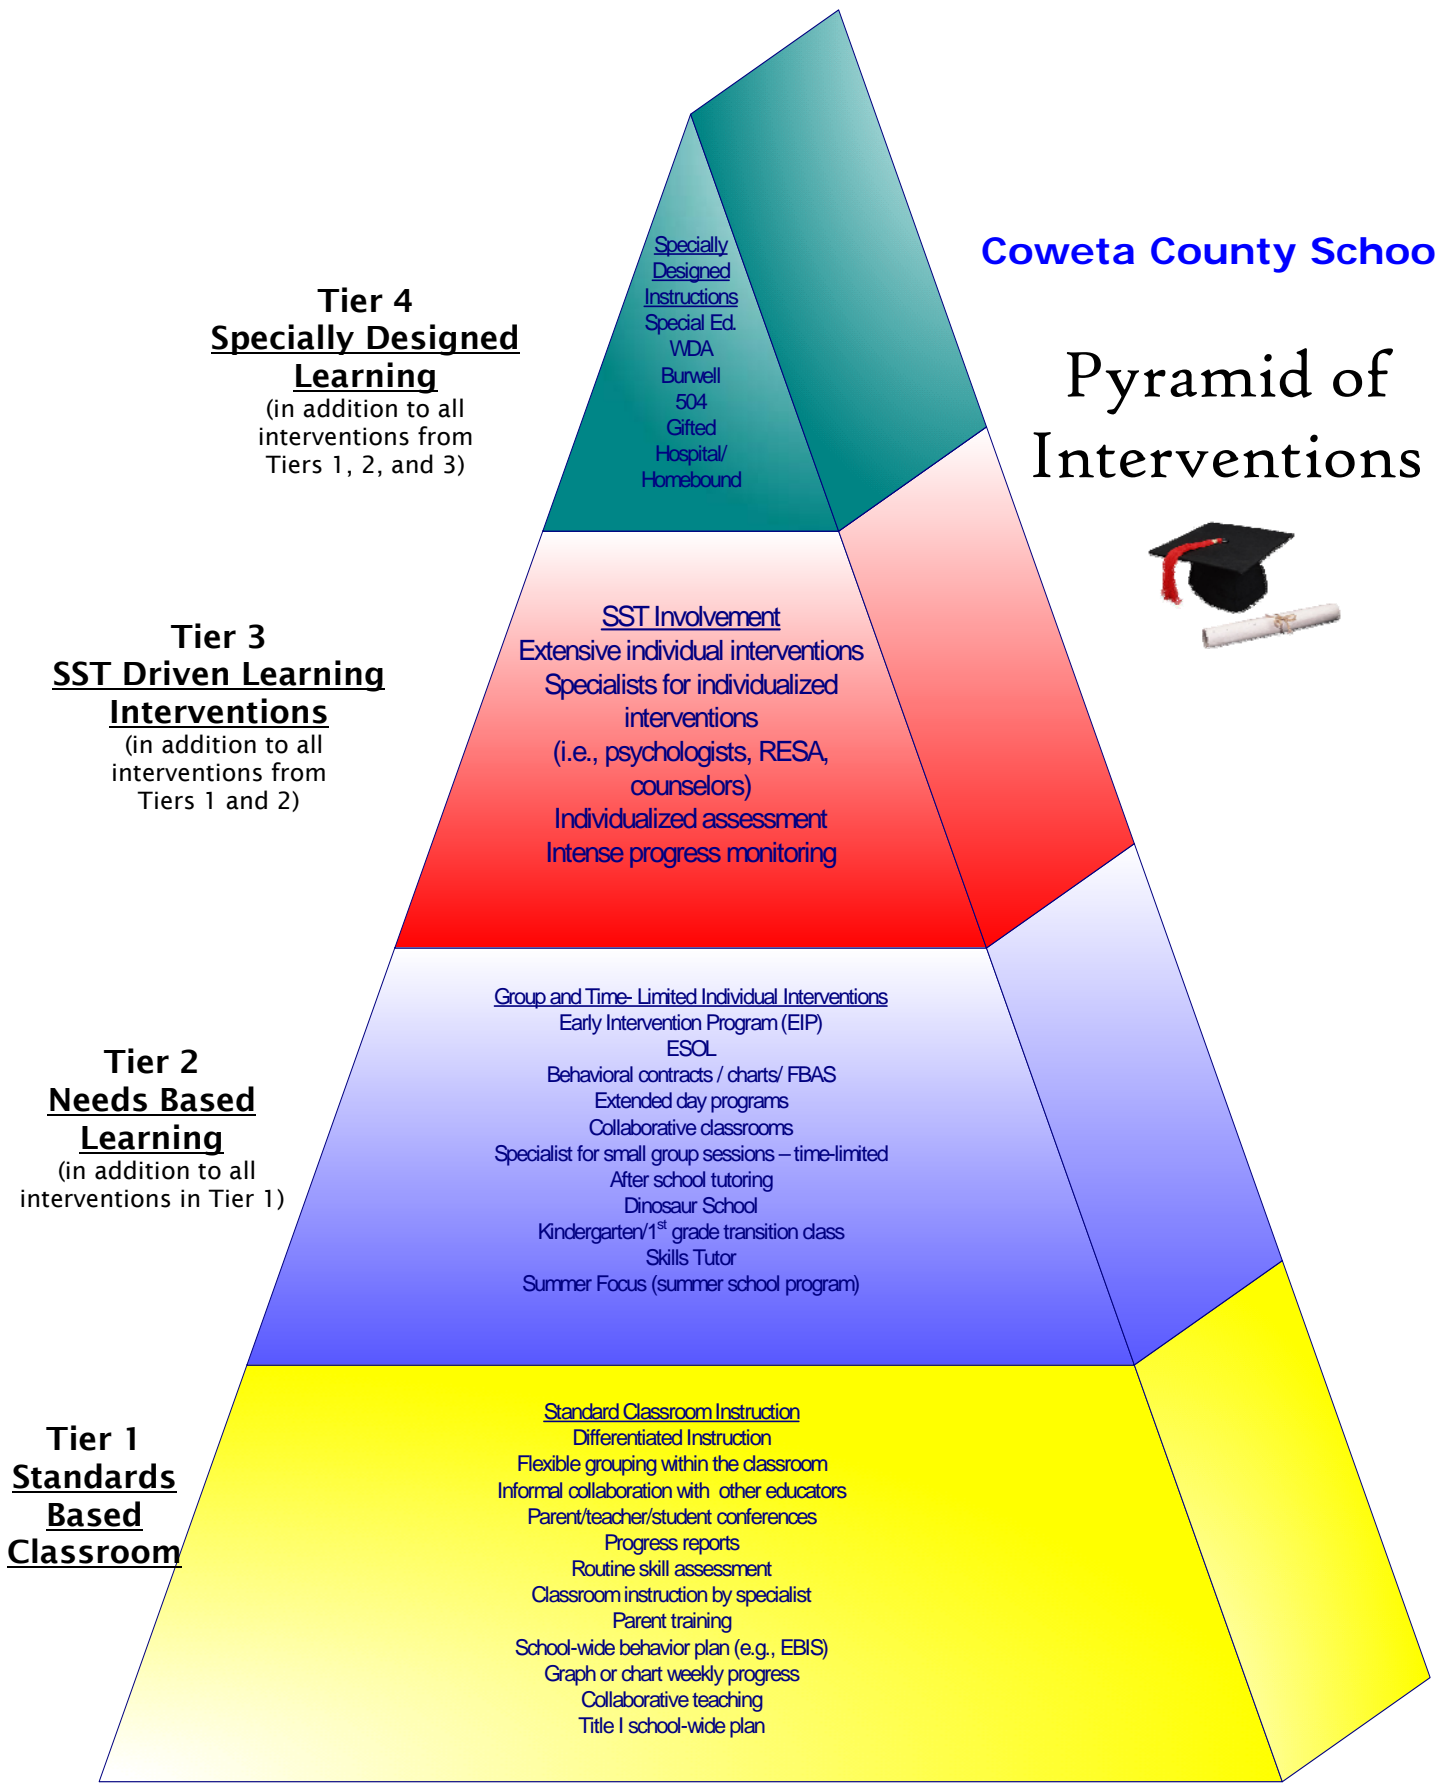 Coweta County Schoo
Pyramid of
Interventions
Tier 4
Specially Designed
Learning
(in addition to all
interventions from
Tiers 1, 2, and 3)
Specially
Designed
Instructions
Special Ed.
WDA
Burwell
504
Gifted
Hospital/
Homebound
Tier 3
SST Driven Learning
Interventions
(in addition to all
interventions from
Tiers 1 and 2)
SST Involvement
Extensive individual interventions
Specialists for individualized
interventions
(i.e., psychologists, RESA,
counselors)
Individualized assessment
Intense progress monitoring
Tier 2
Needs Based
Learning
(in addition to all
interventions in Tier 1)
Group and Time- Limited Individual Interventions
Early Intervention Program (EIP)
ESOL
Behavioral contracts / charts/ FBAS
Extended day programs
Collaborative classrooms
Specialist for small group sessions – time-limited
After school tutoring
Dinosaur School
Kindergarten/1st grade transition class
Skills Tutor
Summer Focus (summer school program)
Tier 1
Standards
Based
Classroom
Standard Classroom Instruction
Differentiated Instruction
Flexible grouping within the classroom
Informal collaboration with  other educators
Parent/teacher/student conferences
Progress reports
Routine skill assessment
Classroom instruction by specialist
Parent training
School-wide behavior plan (e.g., EBIS)
Graph or chart weekly progress
Collaborative teaching
Title I school-wide plan